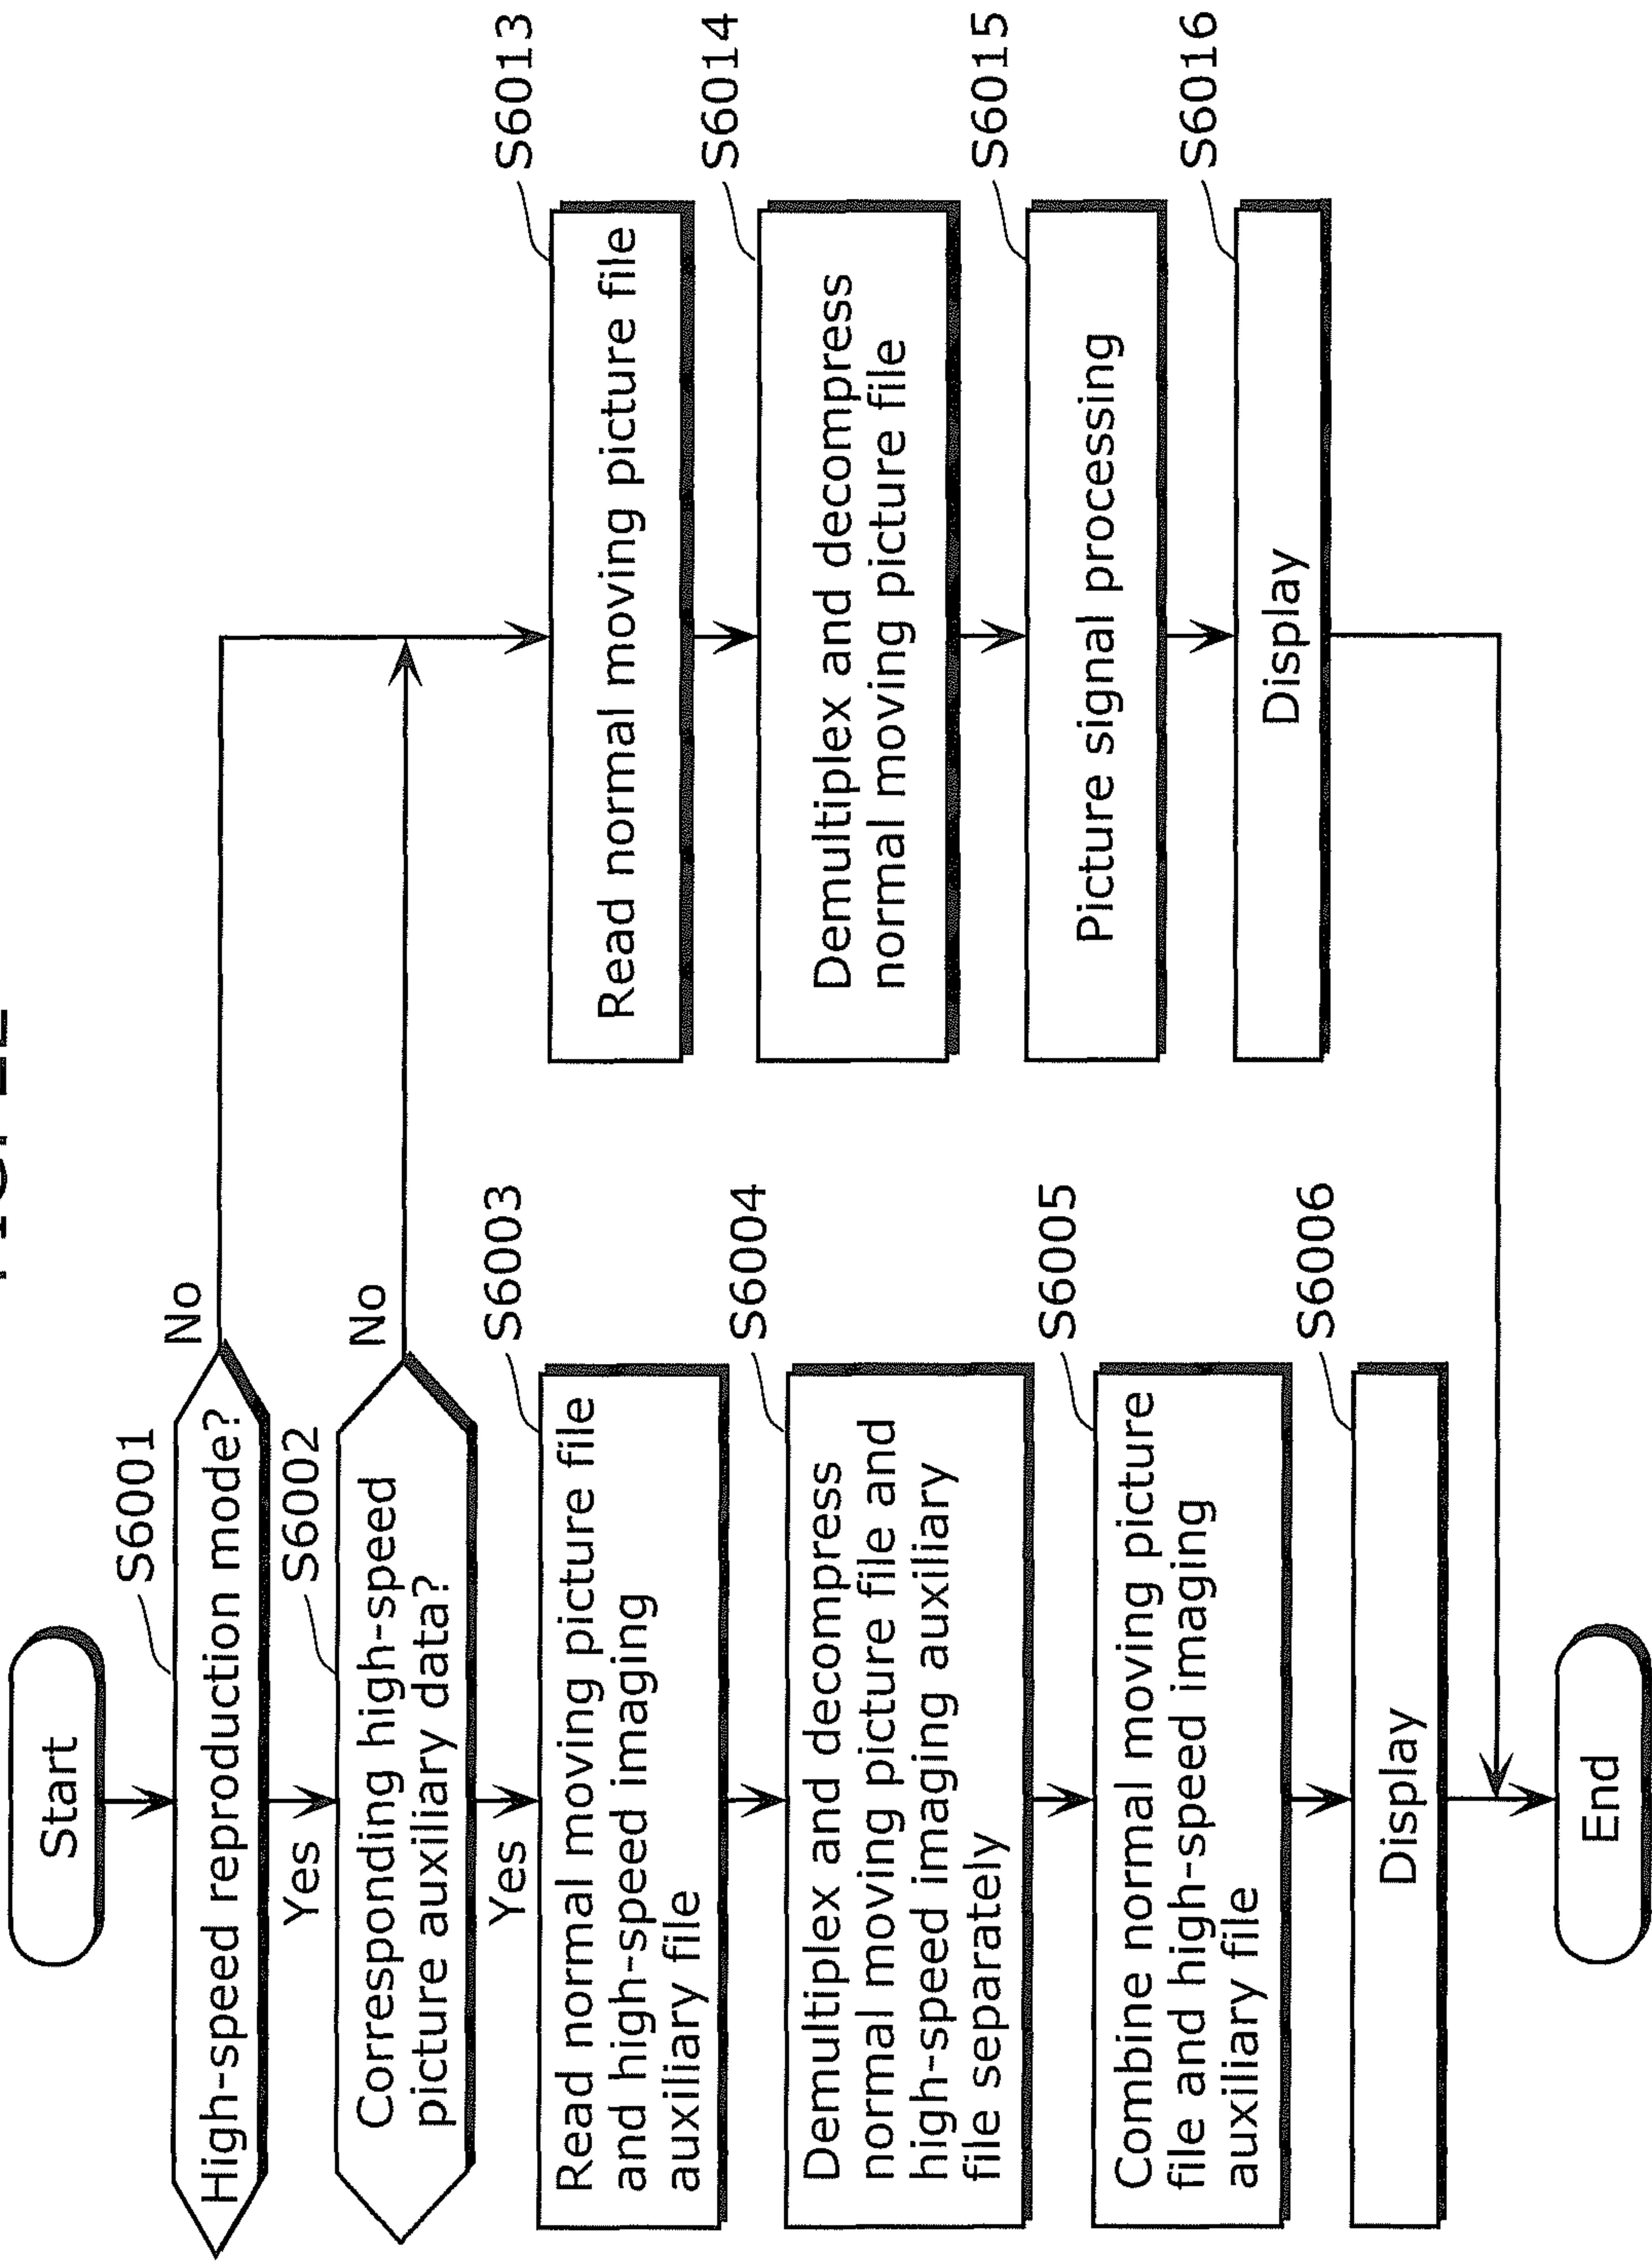 Start
S6001
High-speed reproduction mode?
No
Yes
S6002
Corresponding high-speed
picture auxiliary data?
No
Yes
S6003
Read normal moving picture file
and high-speed imaging
auxiliary file
S6004
Demultiplex and decompress
normal moving picture file and
high-speed imaging auxiliary
file separately
S6005
Combine normal moving picture
file and high-speed imaging
auxiliary file
S6006
Display
S6013
Read normal moving picture file
S6014
Demultiplex and decompress
normal moving picture file
S6015
Picture signal processing
S6016
Display
End